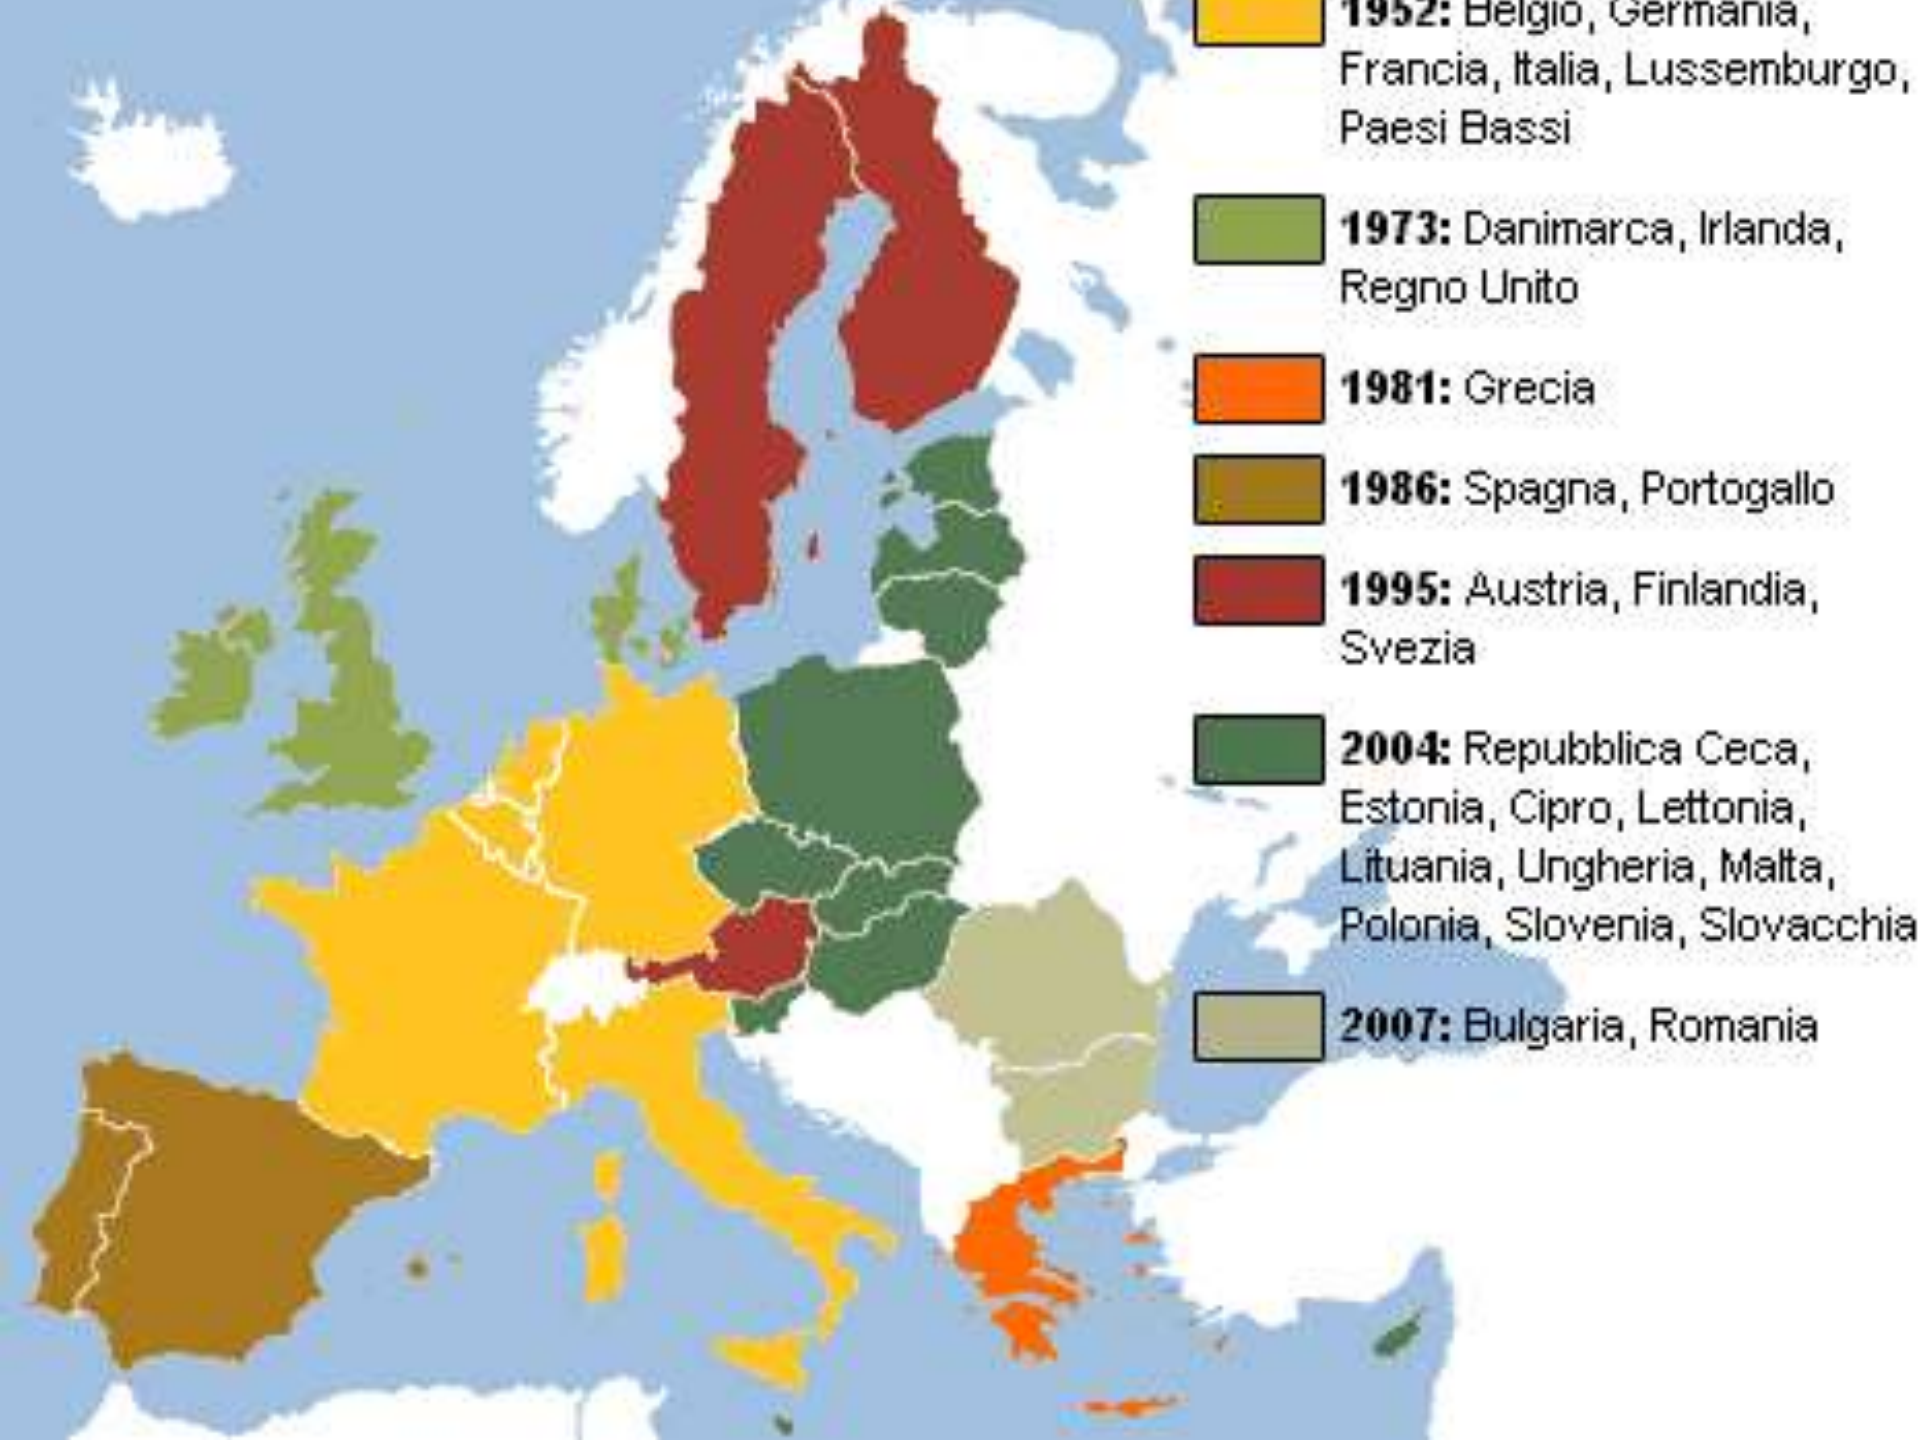 1952: Belgio, Germania,
Francia, Italia, Lussemburgo,
Paesi Bassi
1973: Danimarca, Irlanda,
Regno Unito
1981: Grecia
1986: Spagna, Portogallo
1995: Austria, Finlandia,
Svezia
2004: Repubblica Ceca,
Estonia, Cipro, Lettonia,
Lituania, Ungheria, Malta,
Polonia, Slovenia, Slovacchia
2007: Bulgaria, Romania